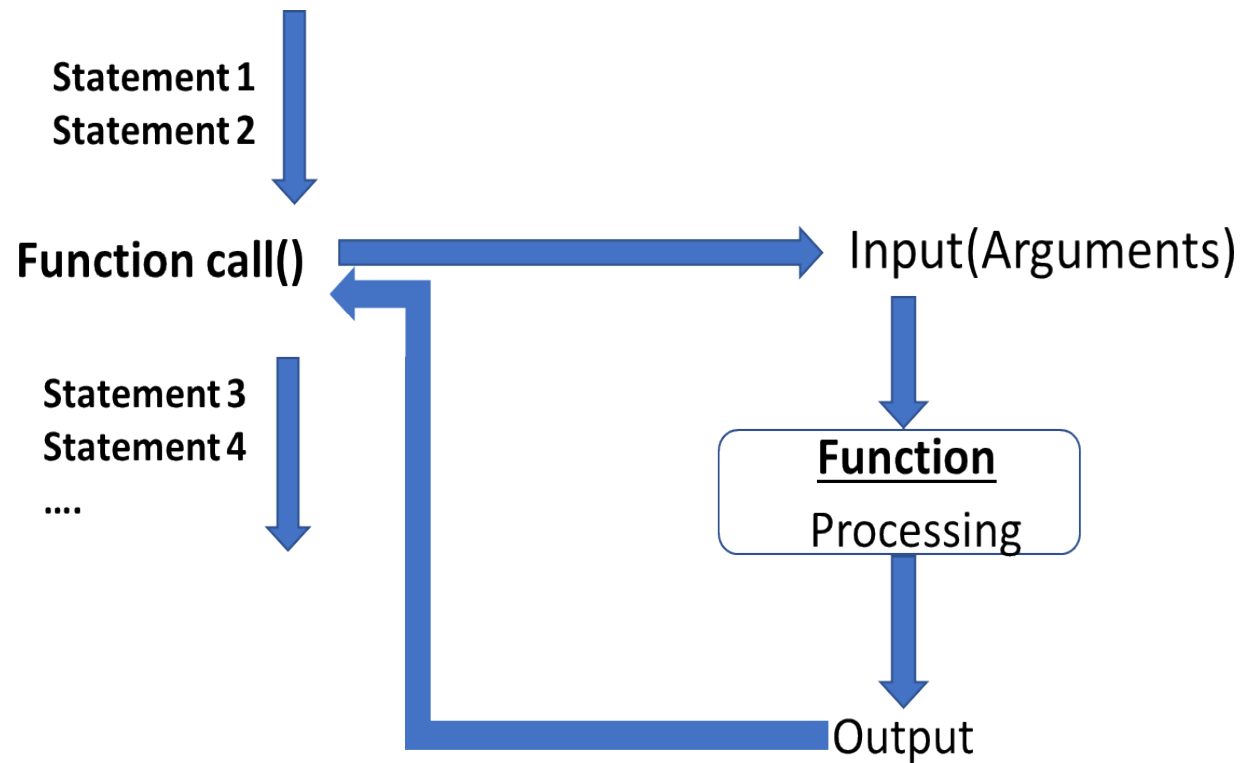 Statement 1
Statement 2
Function call()
Input(Arguments)
Statement 3
Statement 4
....
Function
Processing
Output